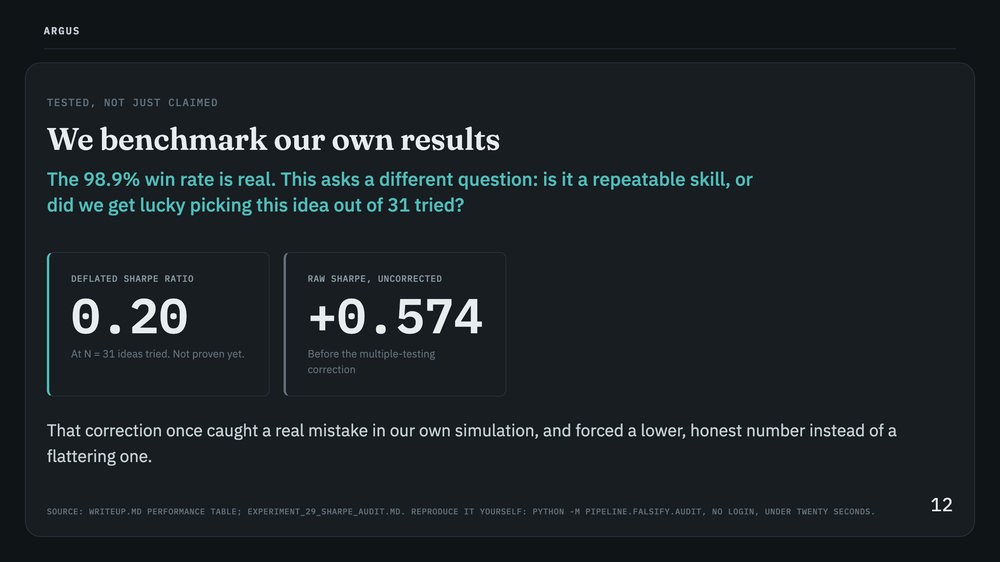 ARGUS
TESTED, NOT JUST CLAIMED
We benchmark our own results
The 98.9% win rate is real. This asks a different question: is it a repeatable skill, or
did we get lucky picking this idea out of 31 tried?
DEFLATED SHARPE RATIO
0.20
At N = 31 ideas tried. Not proven yet.
RAW SHARPE, UNCORRECTED
+0.574
Before the multiple-testing
correction
That correction once caught a real mistake in our own simulation, and forced a lower, honest number instead of a
flattering one.
SOURCE: WRITEUP.MD PERFORMANCE TABLE; EXPERIMENT_29_SHARPE_AUDIT.MD. REPRODUCE IT YOURSELF: PYTHON -M PIPELINE.FALSIFY.AUDIT, NO LOGIN, UNDER TWENTY SECONDS.
12